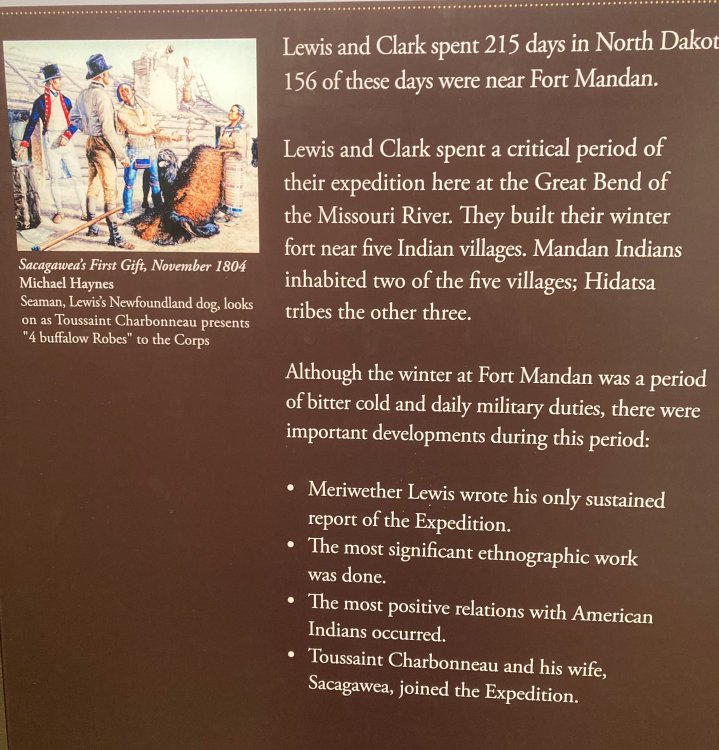 Lewis and Clark spent 215 days in North Dakot
156 of these days were near Fort Mandan.
Lewis and Clark spent a critical period of
their expedition here at the Great Bend of
the Missouri River. They built their winter
fort near five Indian villages. Mandan Indians
inhabited two of the five villages; Hidatsa
tribes the other three.
Although the winter at Fort Mandan was a period
of bitter cold and daily military duties, there were
important developments during this period:
• Meriwether Lewis wrote his only sustained
report of the Expedition.
• The most significant ethnographic work
was done.
• The most positive relations with American
Indians occurred.
• Toussaint Charbonneau and his wife,
Sacagawea, joined the Expedition.
Sacagawea's First Gift, November 1804
Michael Haynes
Seaman, Lewis's Newfoundland dog, looks
on as Toussaint Charbonneau presents
"4 buffalow Robes" to the Corps